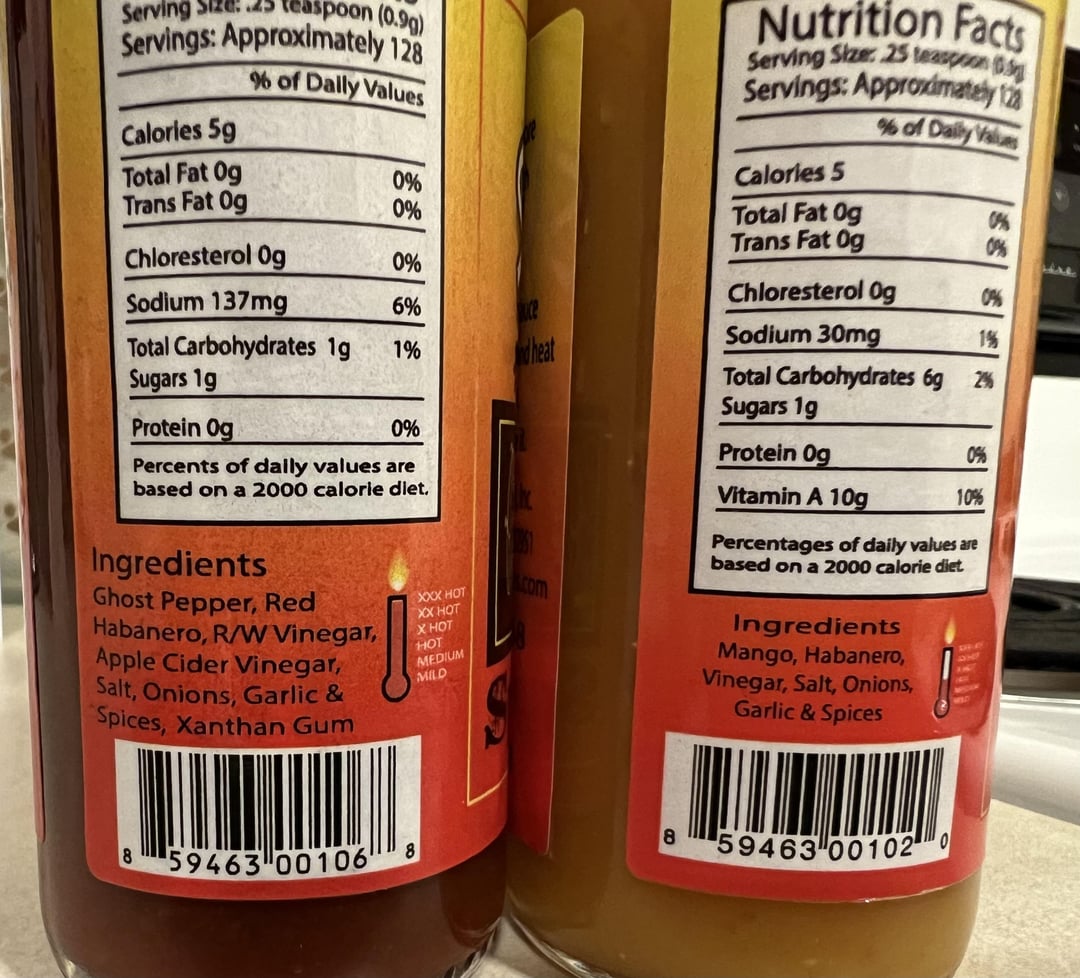 Serving Size: .25 teaspoon (0.9g)
Servings: Approximately 128
% of Daily Values
Calories 5g
Total Fat 0g 0%
Trans Fat 0g 0%
Chloresterol 0g 0%
Sodium 137mg 6%
Total Carbohydrates 1g 1%
Sugars 1g
Protein 0g 0%
Percents of daily values are
based on a 2000 calorie diet.
Ingredients
Ghost Pepper, Red
Habanero, R/W Vinegar,
Apple Cider Vinegar,
Salt, Onions, Garlic &
Spices, Xanthan Gum
XXX HOT
XX HOT
X HOT
HOT
MEDIUM
MILD
8 59463 00106 8
heat
.com
Nutrition Facts
Serving Size: .25 teaspoon
Servings: Approximately 128
% of Daily Values
Calories 5
Total Fat 0g 0%
Trans Fat 0g 0%
Chloresterol 0g 0%
Sodium 30mg 1%
Total Carbohydrates 6g 2%
Sugars 1g
Protein 0g 0%
Vitamin A 10g 10%
Percentages of daily values are
based on a 2000 calorie diet.
Ingredients
Mango, Habanero,
Vinegar, Salt, Onions,
Garlic & Spices
8 59463 00102 0